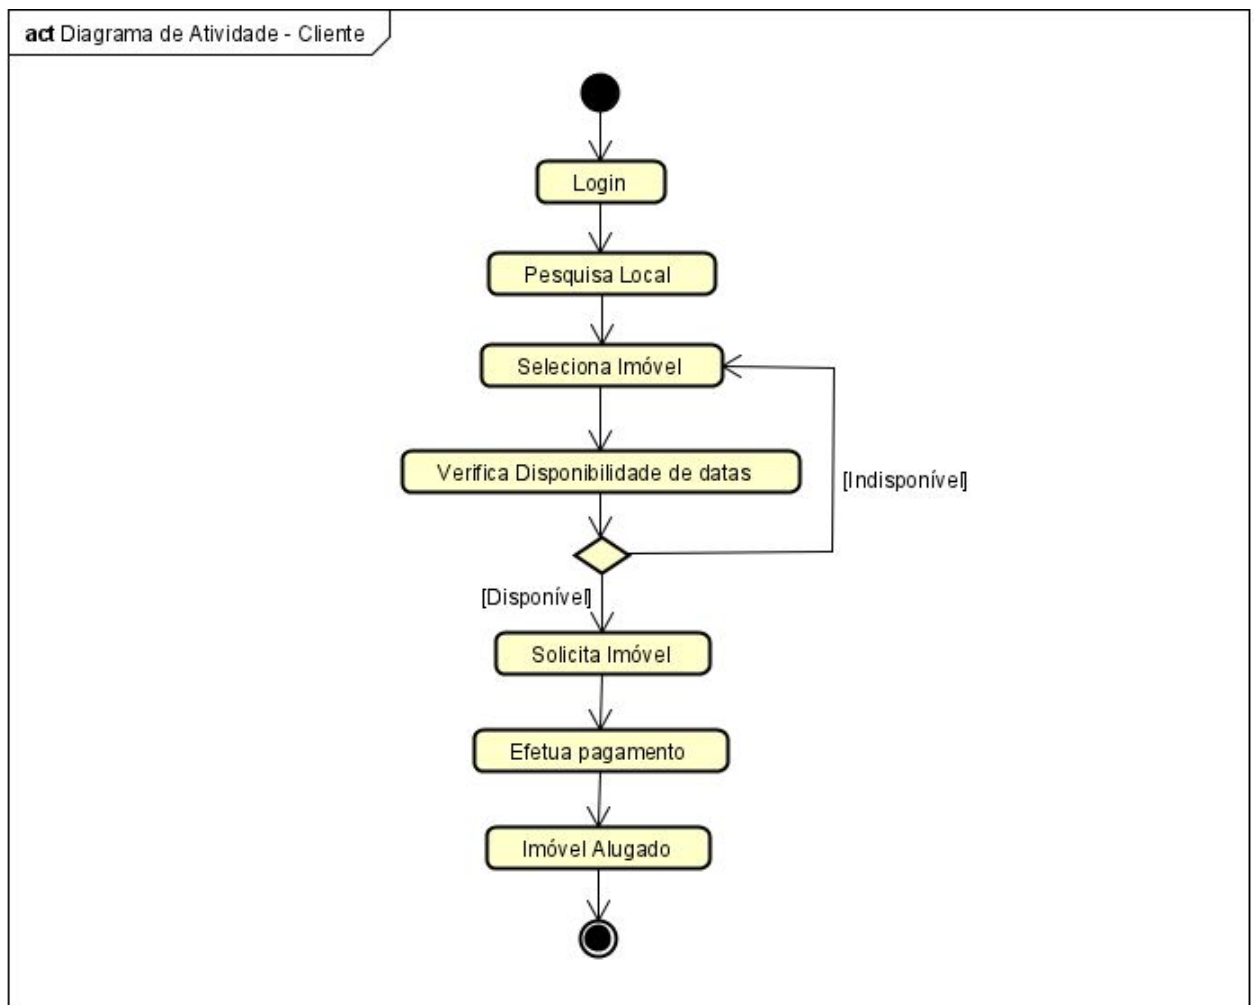 act Diagrama de Atividade - Cliente
Login
Pesquisa Local
Seleciona Imóvel
Verifica Disponibilidade de datas
[Indisponível]
[Disponível]
Solicita Imóvel
Efetua pagamento
Imóvel Alugado